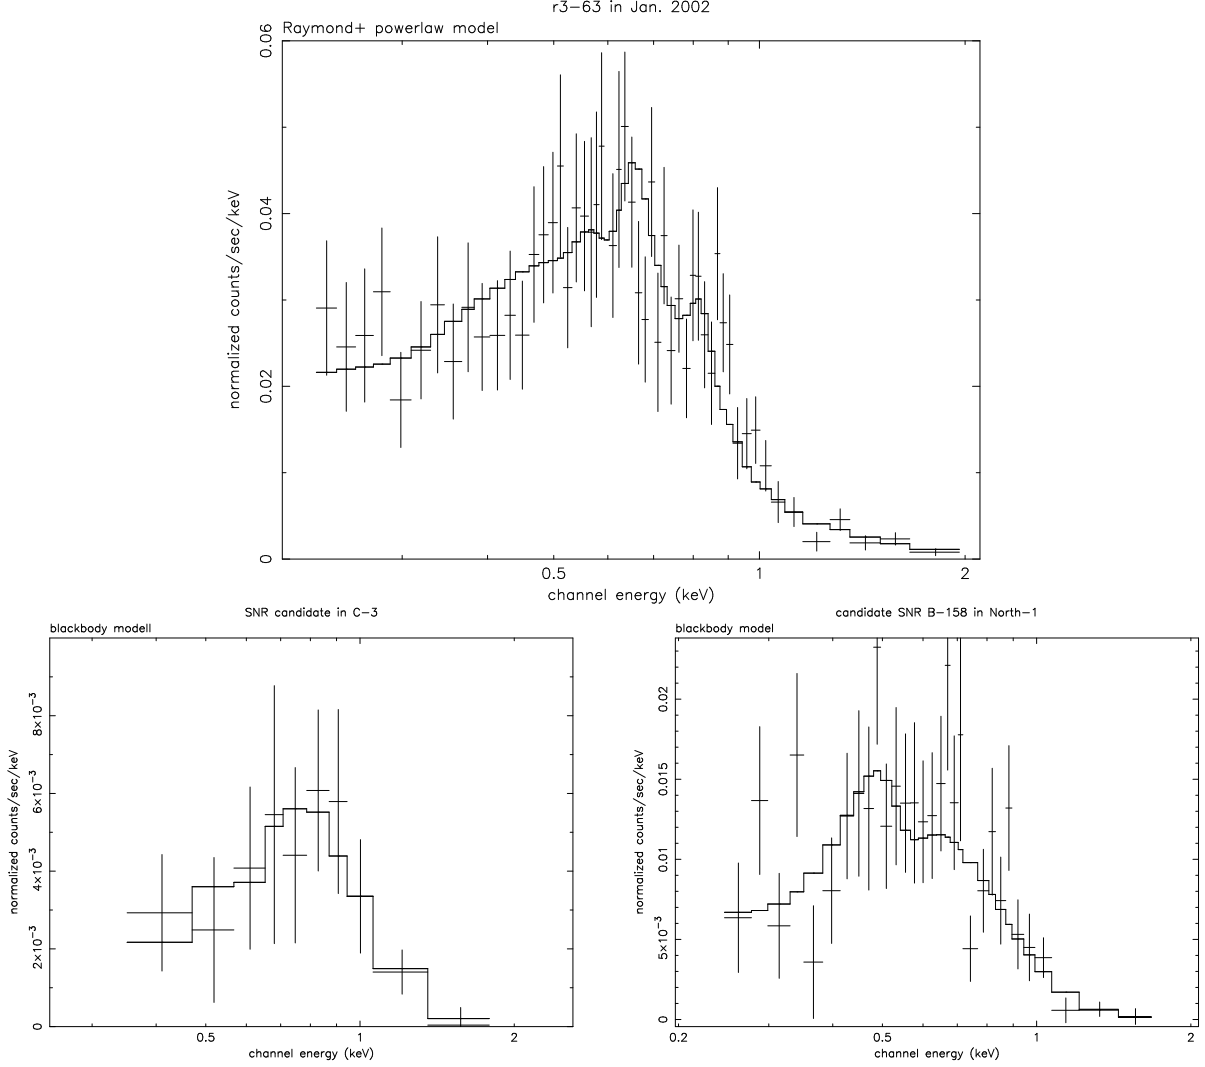 r3-63 in Jan. 2002
Raymond+ powerlaw model
0.06
0.04
0.02
0
normalized counts/sec/keV
0.5 1 2
channel energy (keV)
SNR candidate in C-3
blackbody modell
8×10⁻³
6×10⁻³
4×10⁻³
2×10⁻³
0
normalized counts/sec/keV
0.5 1 2
channel energy (keV)
candidate SNR B-158 in North-1
blackbody model
0.02
0.015
0.01
5×10⁻³
0
normalized counts/sec/keV
0.2 0.5 1 2
channel energy (keV)